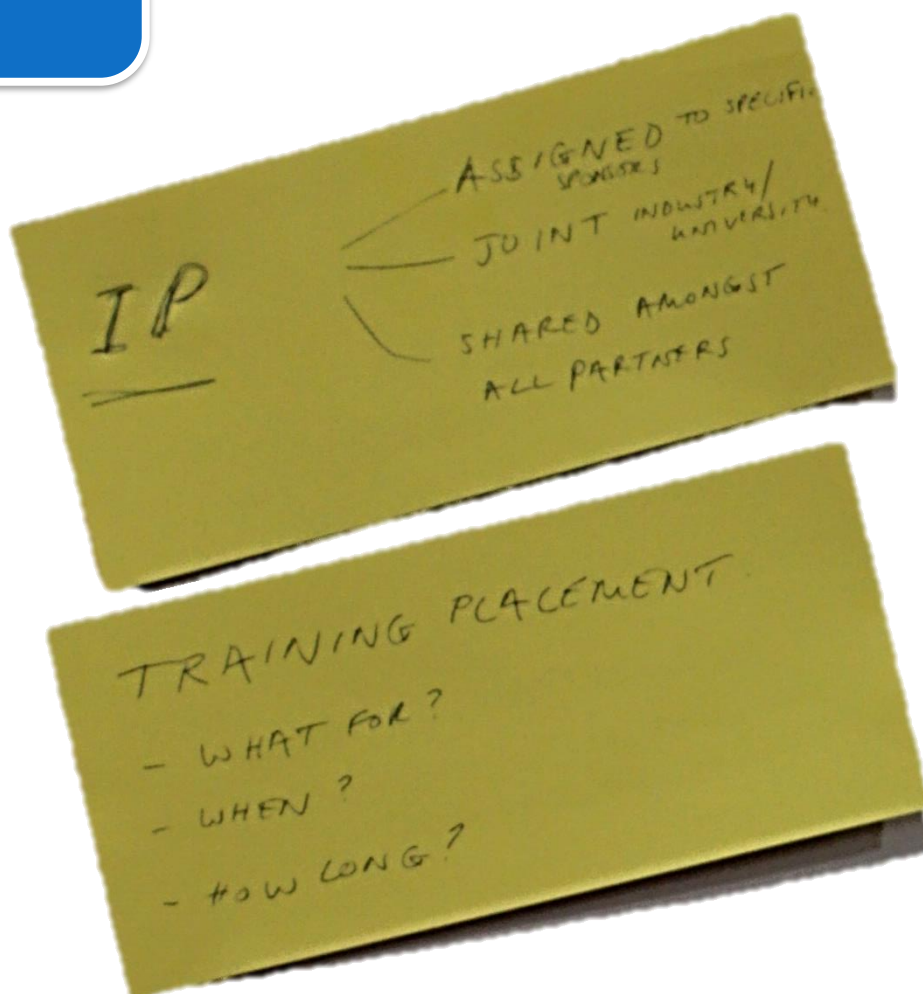 IP
ASSIGNED TO SPECIFIC
SPONSORS
JOINT INDUSTRY/
UNIVERSITY
SHARED AMONGST
ALL PARTNERS
TRAINING PLACEMENT
- WHAT FOR?
- WHEN?
- HOW LONG?